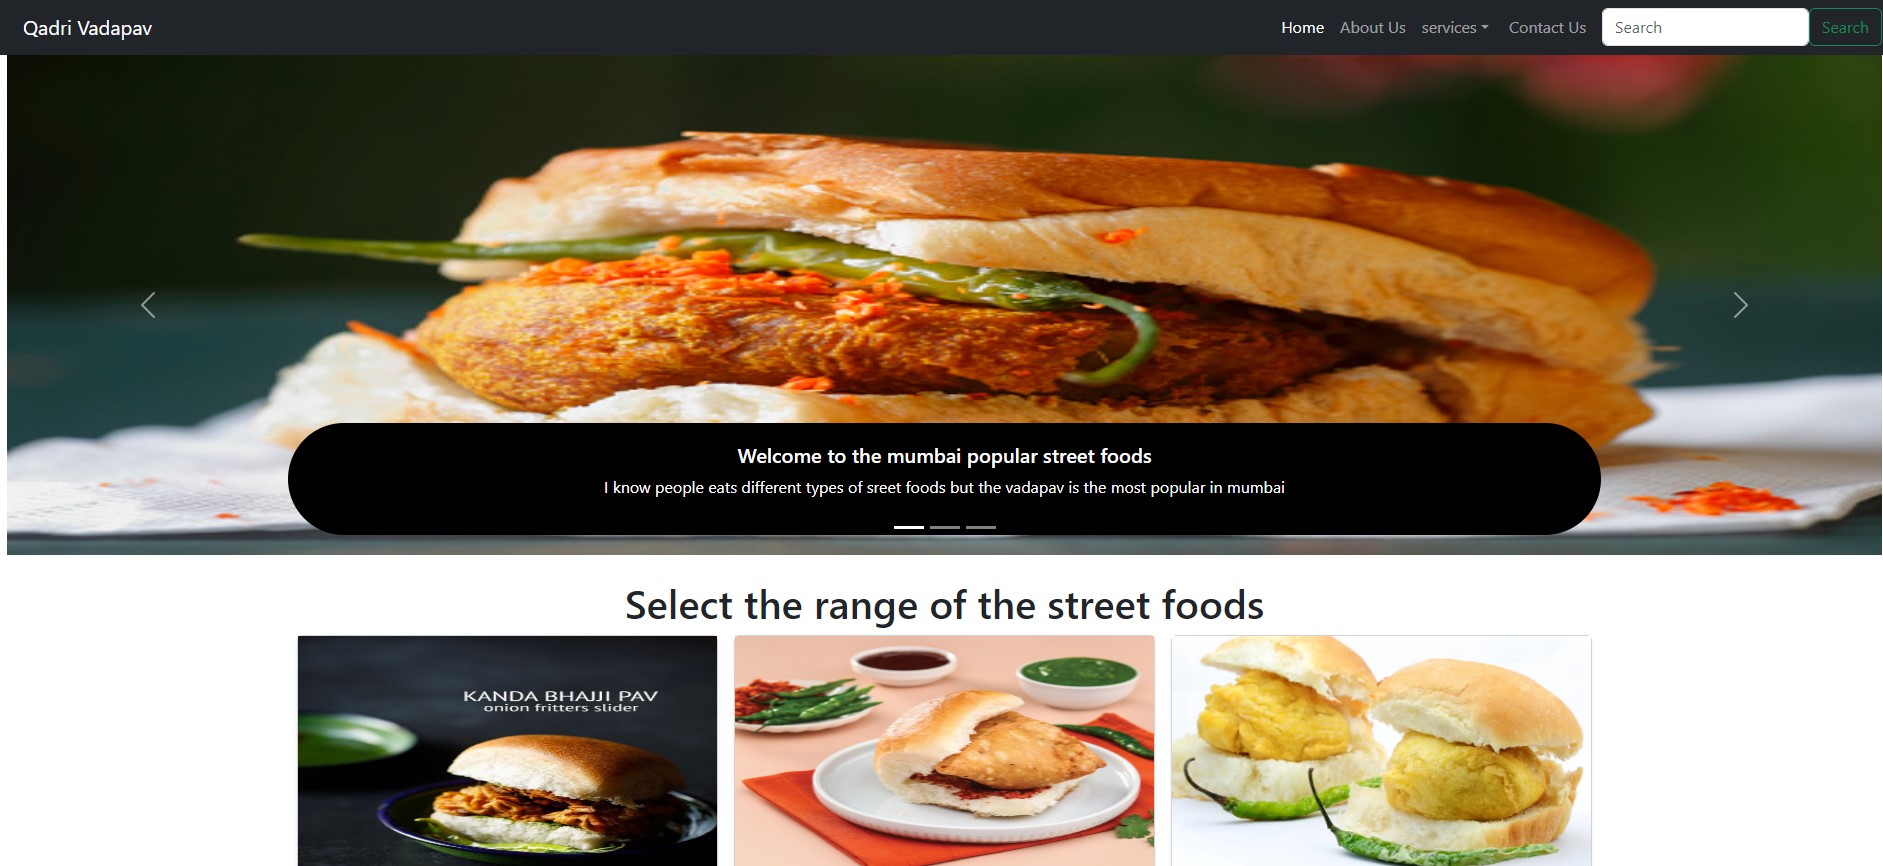 Qadri Vadapav
Home About Us services Contact Us Search Search
Welcome to the mumbai popular street foods
I know people eats different types of sreet foods but the vadapav is the most popular in mumbai
Select the range of the street foods
KANDA BHAJJI PAV
onion fritters slider